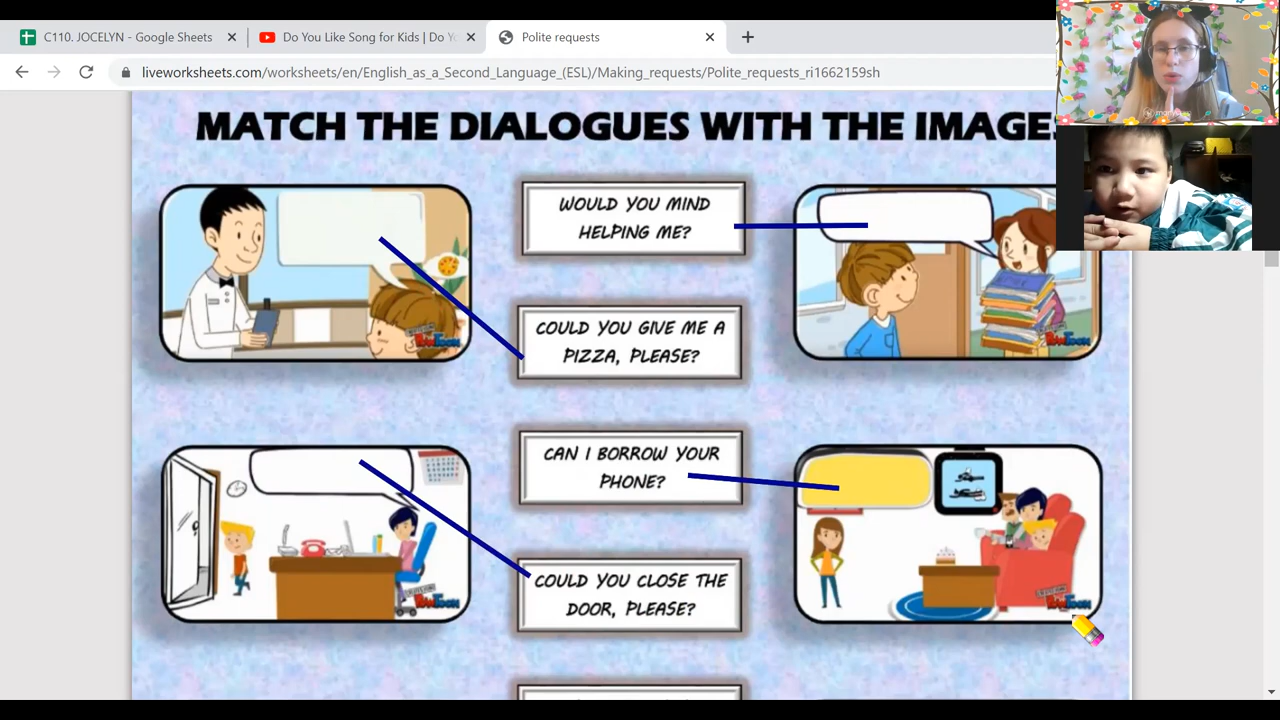 C110. JOCELYN - Google Sheets
Do You Like Song for Kids | Do Yo
Polite requests
liveworksheets.com/worksheets/en/English_as_a_Second_Language_(ESL)/Making_requests/Polite_requests_ri1662159sh
MATCH THE DIALOGUES WITH THE IMAGES
WOULD YOU MIND
HELPING ME?
COULD YOU GIVE ME A
PIZZA, PLEASE?
CAN I BORROW YOUR
PHONE?
COULD YOU CLOSE THE
DOOR, PLEASE?